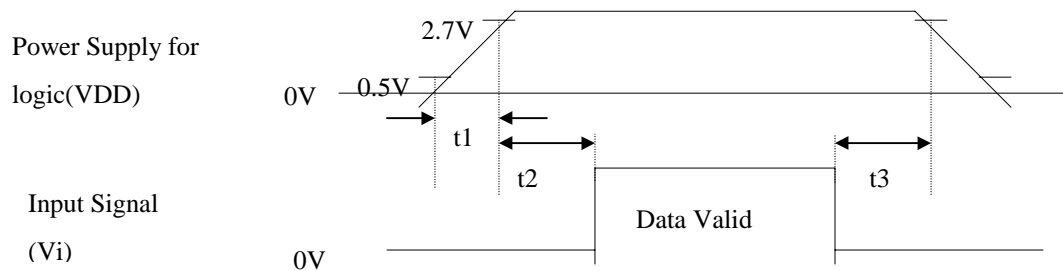 2.7V
Power Supply for
logic(VDD)
0.5V
0V
t1
t2
t3
Input Signal
(Vi)
Data Valid
0V